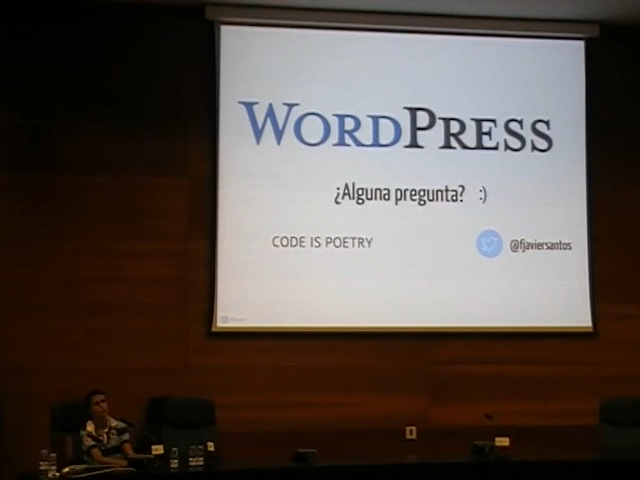 WORDPRESS
¿Alguna pregunta? :)
CODE IS POETRY
@fjaviersantos